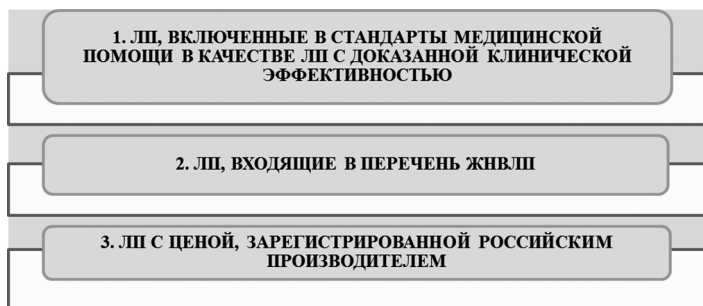 1. ЛП, ВКЛЮЧЕННЫЕ В СТАНДАРТЫ МЕДИЦИНСКОЙ
ПОМОЩИ В КАЧЕСТВЕ ЛП С ДОКАЗАННОЙ КЛИНИЧЕСКОЙ
ЭФФЕКТИВНОСТЬЮ
2. ЛП, ВХОДЯЩИЕ В ПЕРЕЧЕНЬ ЖНВЛП
3. ЛП С ЦЕНОЙ, ЗАРЕГИСТРИРОВАННОЙ РОССИЙСКИМ
ПРОИЗВОДИТЕЛЕМ